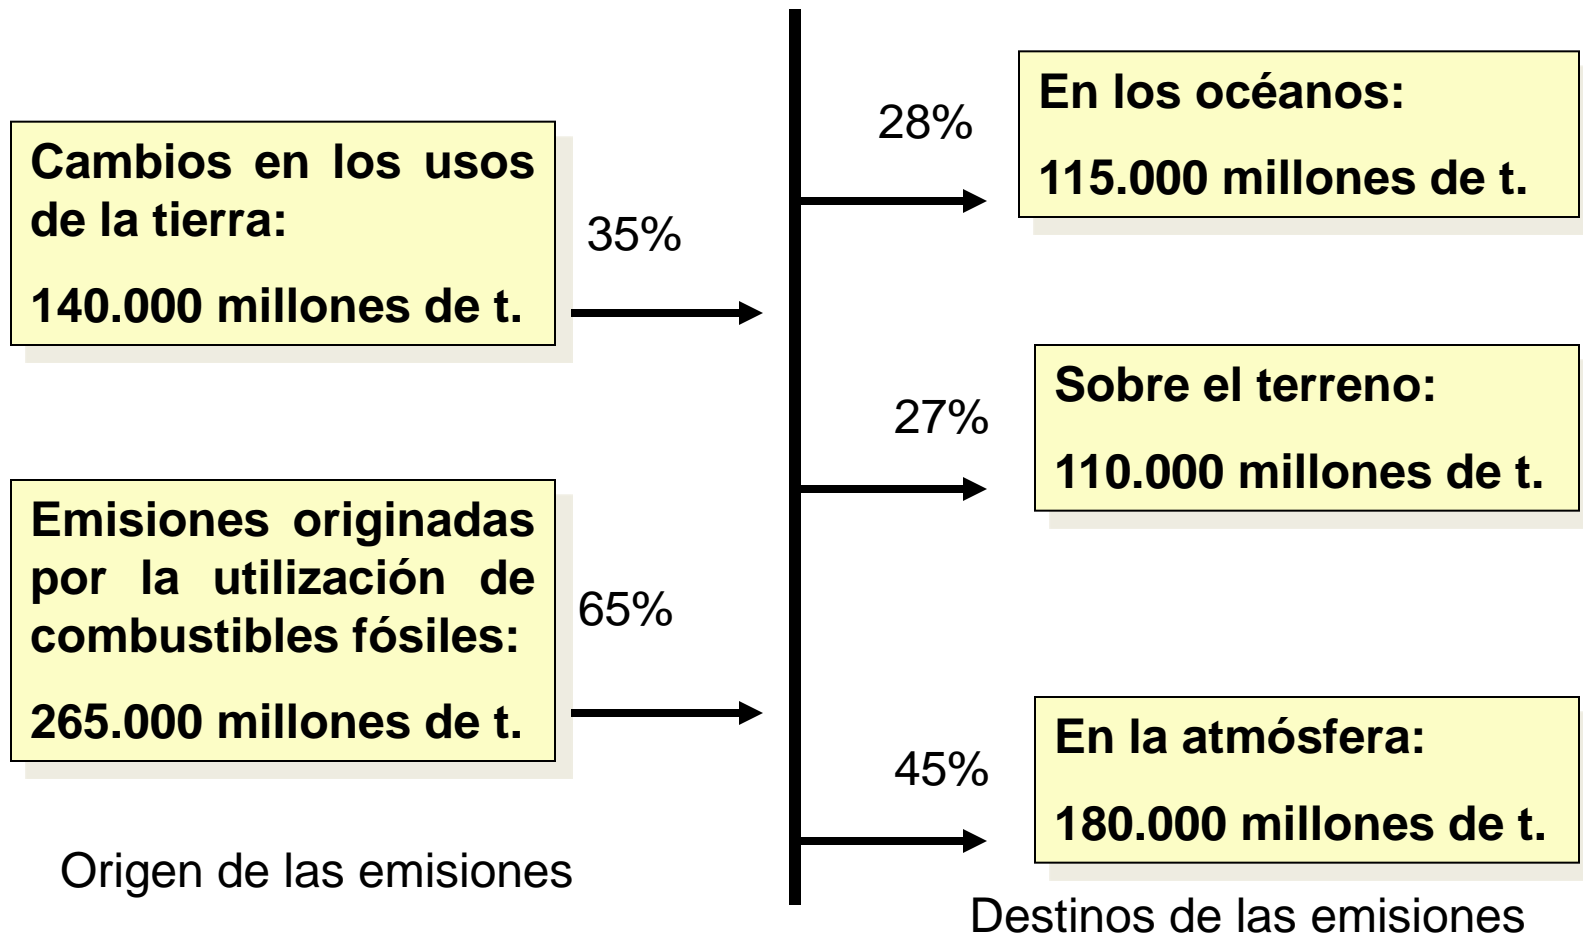 Cambios en los usos
de la tierra:
140.000 millones de t.
35%
Emisiones originadas
por la utilización de
combustibles fósiles:
265.000 millones de t.
65%
Origen de las emisiones
28%
En los océanos:
115.000 millones de t.
27%
Sobre el terreno:
110.000 millones de t.
45%
En la atmósfera:
180.000 millones de t.
Destinos de las emisiones